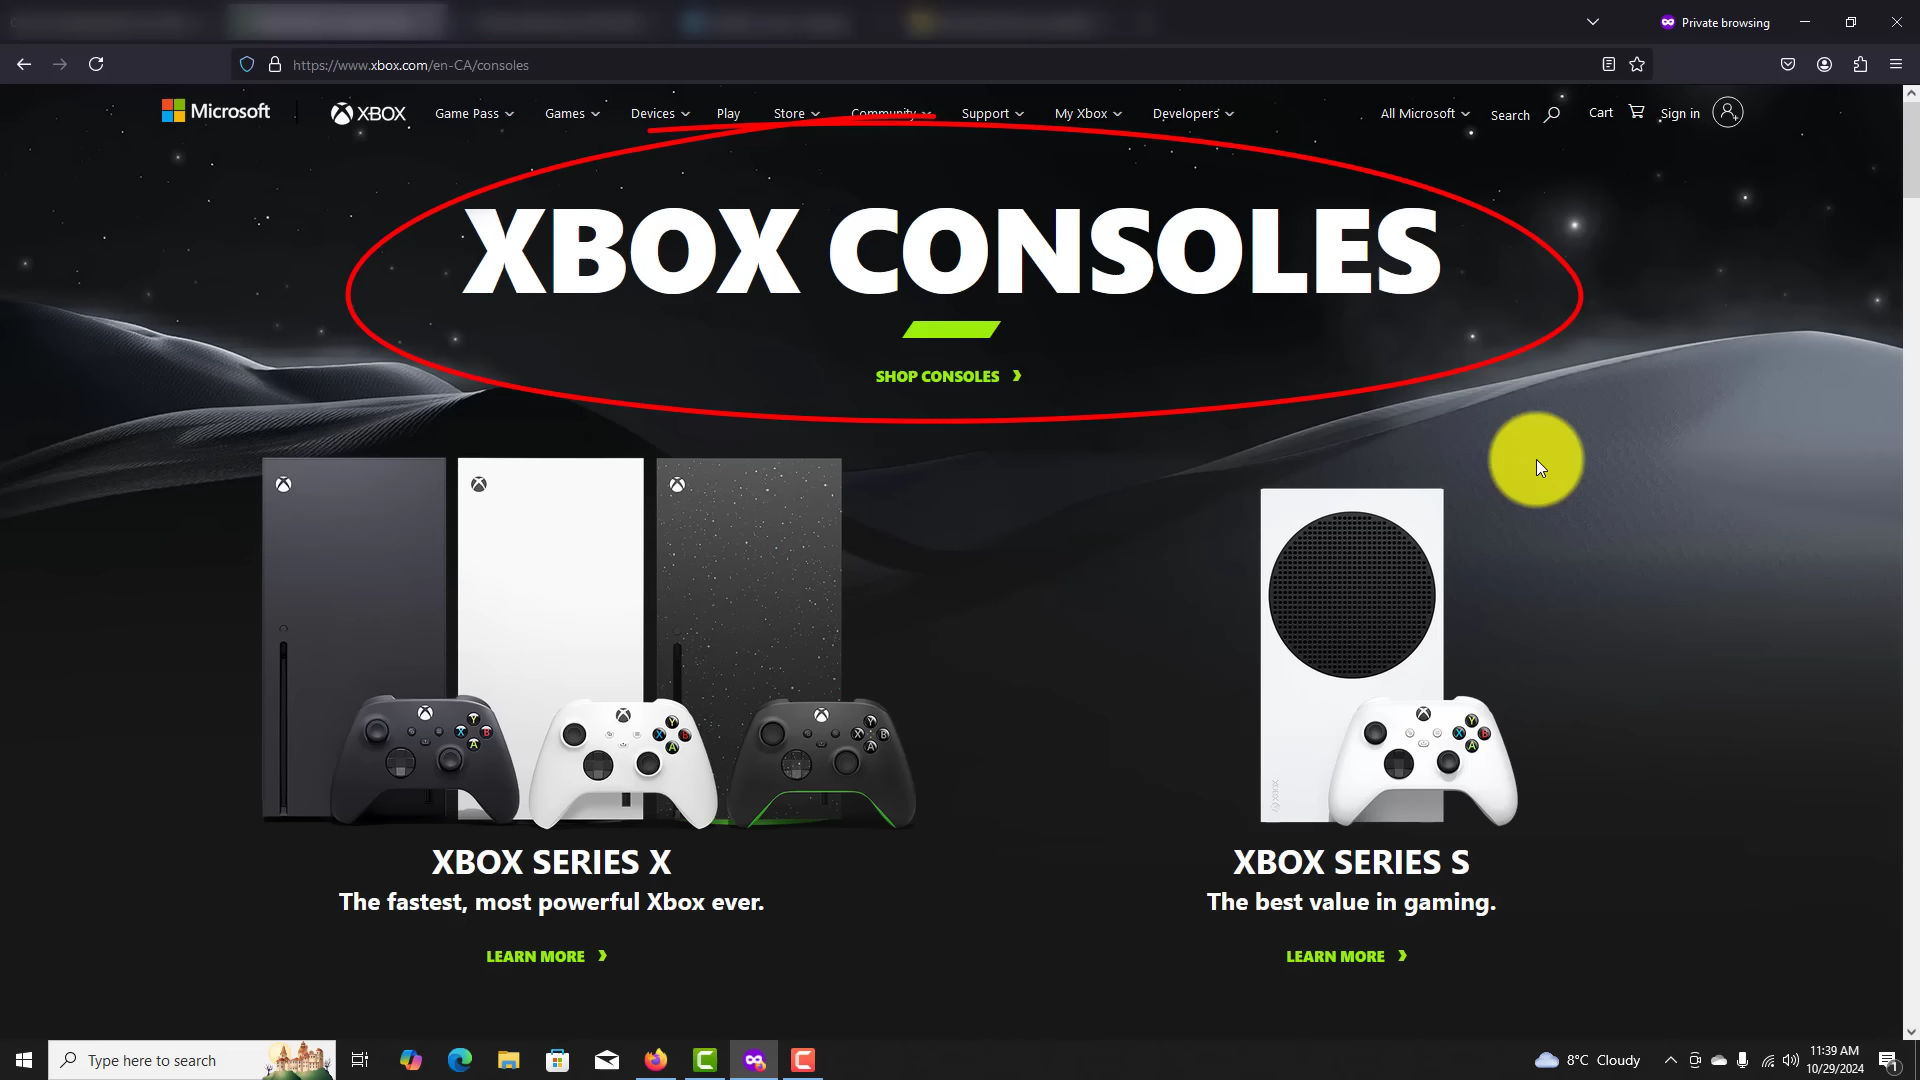 Private browsing
https://www.xbox.com/en-CA/consoles
Microsoft
XBOX Game Pass Games Devices Play Store Community Support My Xbox Developers All Microsoft Search Cart Sign in
XBOX CONSOLES
SHOP CONSOLES
XBOX SERIES X
The fastest, most powerful Xbox ever.
LEARN MORE
XBOX SERIES S
The best value in gaming.
LEARN MORE
Type here to search
8°C Cloudy
11:39 AM
10/29/2024
1